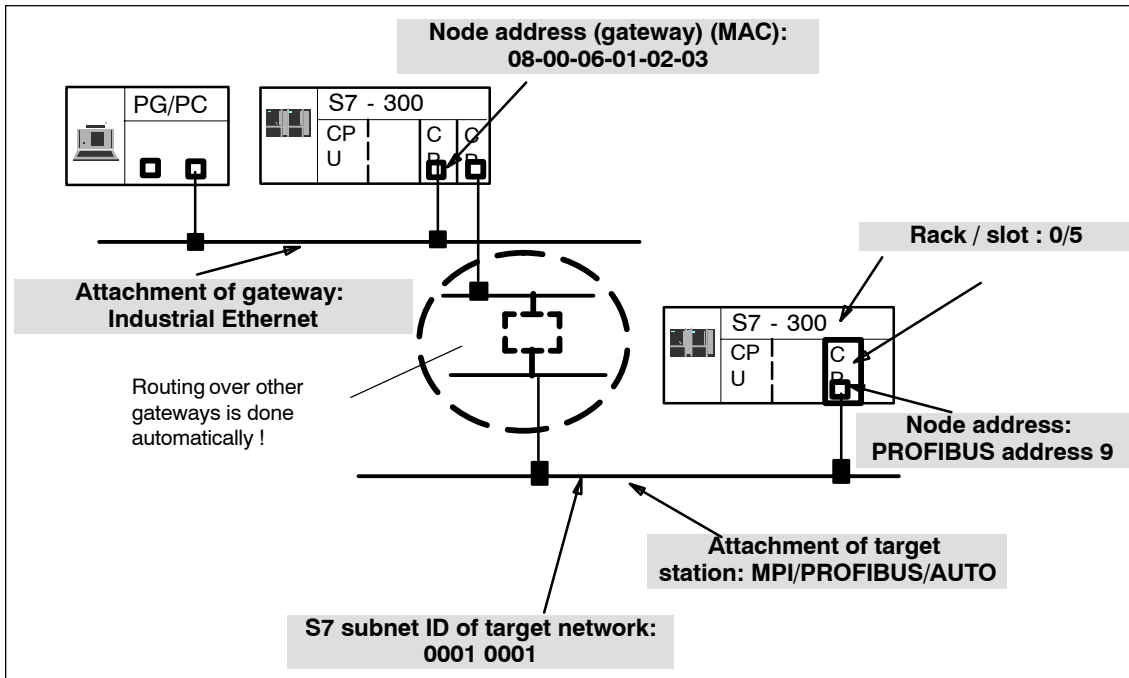 Node address (gateway) (MAC):
08-00-06-01-02-03
PG/PC
S7 - 300
CP
U
C
P
C
P
Rack / slot : 0/5
Attachment of gateway:
Industrial Ethernet
S7 - 300
CP
U
C
P
Routing over other
gateways is done
automatically !
Node address:
PROFIBUS address 9
Attachment of target
station: MPI/PROFIBUS/AUTO
S7 subnet ID of target network:
0001 0001